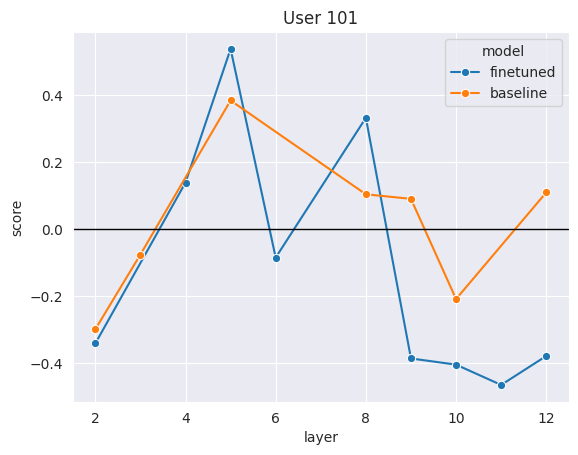 User 101
model
finetuned
baseline
0.4
0.2
0.0
−0.2
−0.4
score
2 4 6 8 10 12
layer